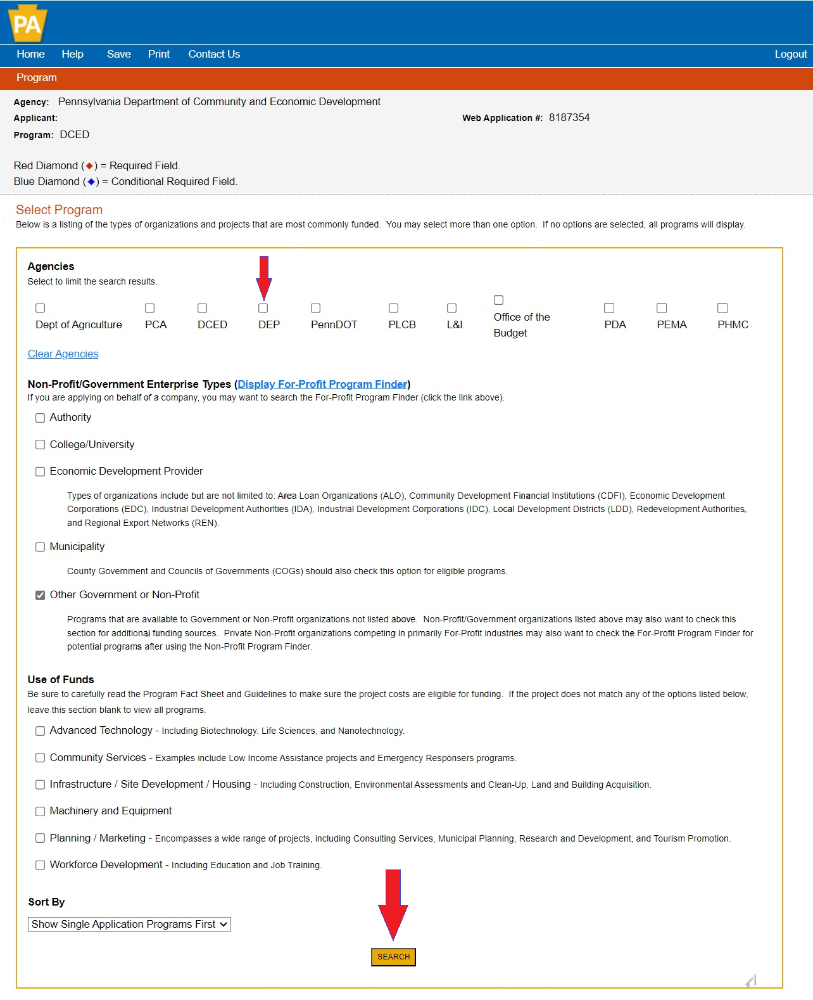 PA
Home Help Save Print Contact Us Logout
Program
Agency: Pennsylvania Department of Community and Economic Development
Applicant: Web Application #: 8187354
Program: DCED
Red Diamond (◆) = Required Field.
Blue Diamond (◆) = Conditional Required Field.
Select Program
Below is a listing of the types of organizations and projects that are most commonly funded. You may select more than one option. If no options are selected, all programs will display.
Agencies
Select to limit the search results.
Dept of Agriculture PCA DCED DEP PennDOT PLCB L&I Office of the Budget PDA PEMA PHMC
Clear Agencies
Non-Profit/Government Enterprise Types (Display For-Profit Program Finder)
If you are applying on behalf of a company, you may want to search the For-Profit Program Finder (click the link above).
Authority
College/University
Economic Development Provider
Types of organizations include but are not limited to: Area Loan Organizations (ALO), Community Development Financial Institutions (CDFI), Economic Development
Corporations (EDC), Industrial Development Authorities (IDA), Industrial Development Corporations (IDC), Local Development Districts (LDD), Redevelopment Authorities,
and Regional Export Networks (REN).
Municipality
County Government and Councils of Governments (COGs) should also check this option for eligible programs.
Other Government or Non-Profit
Programs that are available to Government or Non-Profit organizations not listed above. Non-Profit/Government organizations listed above may also want to check this
section for additional funding sources. Private Non-Profit organizations competing in primarily For-Profit industries may also want to check the For-Profit Program Finder for
potential programs after using the Non-Profit Program Finder.
Use of Funds
Be sure to carefully read the Program Fact Sheet and Guidelines to make sure the project costs are eligible for funding. If the project does not match any of the options listed below,
leave this section blank to view all programs.
Advanced Technology - Including Biotechnology, Life Sciences, and Nanotechnology.
Community Services - Examples include Low Income Assistance projects and Emergency Responsers programs.
Infrastructure / Site Development / Housing - Including Construction, Environmental Assessments and Clean-Up, Land and Building Acquisition.
Machinery and Equipment
Planning / Marketing - Encompasses a wide range of projects, including Consulting Services, Municipal Planning, Research and Development, and Tourism Promotion.
Workforce Development - Including Education and Job Training.
Sort By
Show Single Application Programs First
SEARCH